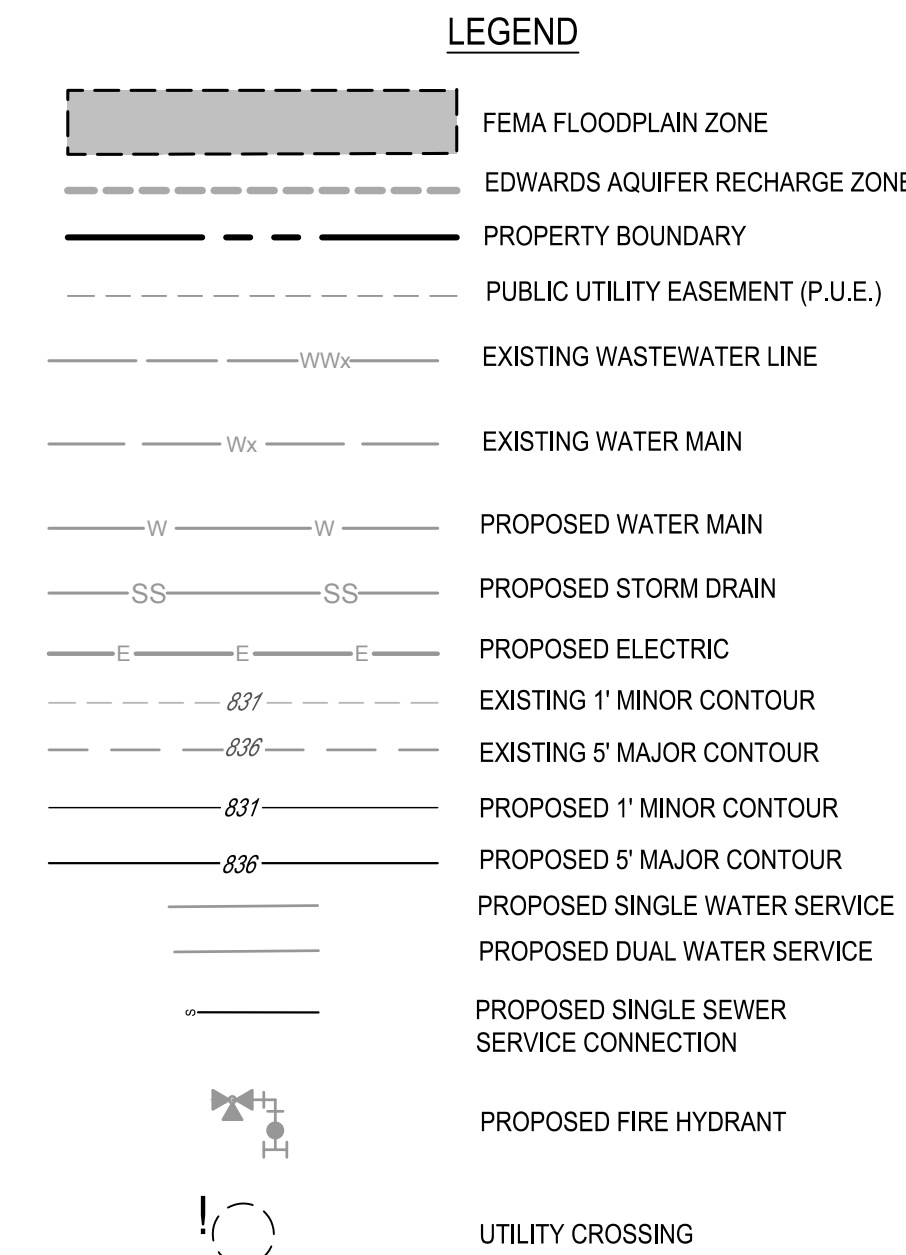 LEGEND
FEMA FLOODPLAIN ZONE
EDWARDS AQUIFER RECHARGE ZONE
PROPERTY BOUNDARY
PUBLIC UTILITY EASEMENT (P.U.E.)
WWx EXISTING WASTEWATER LINE
Wx EXISTING WATER MAIN
W W PROPOSED WATER MAIN
SS SS PROPOSED STORM DRAIN
E E E PROPOSED ELECTRIC
831 EXISTING 1' MINOR CONTOUR
836 EXISTING 5' MAJOR CONTOUR
831 PROPOSED 1' MINOR CONTOUR
836 PROPOSED 5' MAJOR CONTOUR
PROPOSED SINGLE WATER SERVICE
PROPOSED DUAL WATER SERVICE
S PROPOSED SINGLE SEWER
SERVICE CONNECTION
PROPOSED FIRE HYDRANT
! UTILITY CROSSING